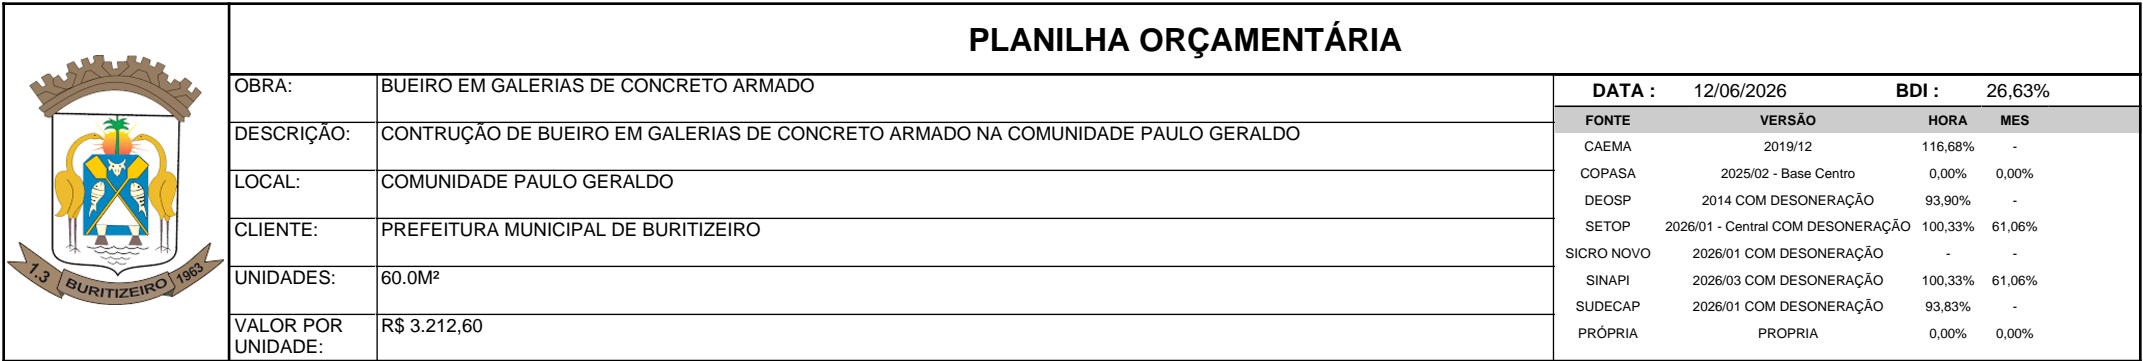 PLANILHA ORÇAMENTÁRIA
OBRA: BUEIRO EM GALERIAS DE CONCRETO ARMADO
DESCRIÇÃO: CONTRUÇÃO DE BUEIRO EM GALERIAS DE CONCRETO ARMADO NA COMUNIDADE PAULO GERALDO
LOCAL: COMUNIDADE PAULO GERALDO
CLIENTE: PREFEITURA MUNICIPAL DE BURITIZEIRO
UNIDADES: 60.0M²
VALOR POR UNIDADE: R$ 3.212,60
DATA : 12/06/2026 BDI : 26,63%
FONTE VERSÃO HORA MES
CAEMA 2019/12 116,68% -
COPASA 2025/02 - Base Centro 0,00% 0,00%
DEOSP 2014 COM DESONERAÇÃO 93,90% -
SETOP 2026/01 - Central COM DESONERAÇÃO 100,33% 61,06%
SICRO NOVO 2026/01 COM DESONERAÇÃO - -
SINAPI 2026/03 COM DESONERAÇÃO 100,33% 61,06%
SUDECAP 2026/01 COM DESONERAÇÃO 93,83% -
PRÓPRIA PROPRIA 0,00% 0,00%
1.3 BURITIZEIRO 1963